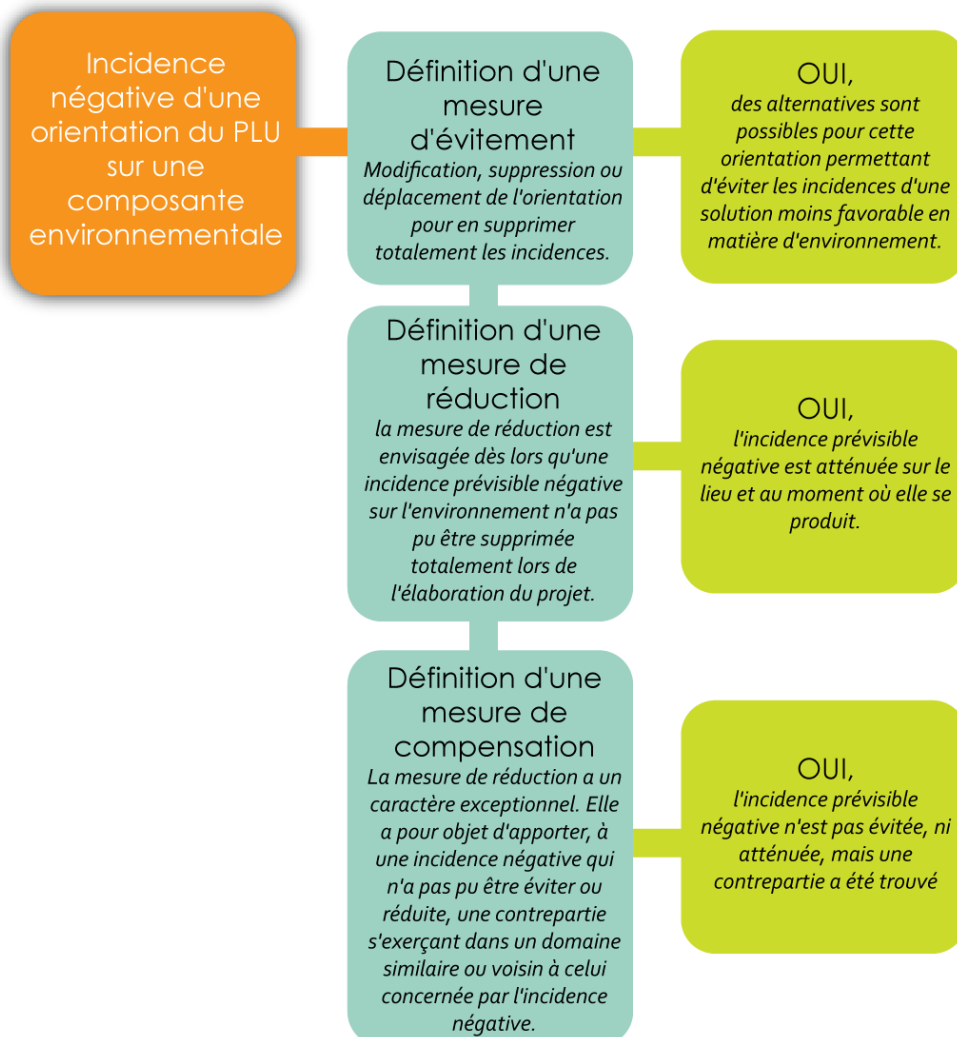 Incidence
négative d'une
orientation du PLU
sur une
composante
environnementale
Définition d'une
mesure
d'évitement
Modification, suppression ou
déplacement de l'orientation
pour en supprimer
totalement les incidences.
OUI,
des alternatives sont
possibles pour cette
orientation permettant
d'éviter les incidences d'une
solution moins favorable en
matière d'environnement.
Définition d'une
mesure de
réduction
la mesure de réduction est
envisagée dès lors qu'une
incidence prévisible négative
sur l'environnement n'a pas
pu être supprimée
totalement lors de
l'élaboration du projet.
OUI,
l'incidence prévisible
négative est atténuée sur le
lieu et au moment où elle se
produit.
Définition d'une
mesure de
compensation
La mesure de réduction a un
caractère exceptionnel. Elle
a pour objet d'apporter, à
une incidence négative qui
n'a pas pu être éviter ou
réduite, une contrepartie
s'exerçant dans un domaine
similaire ou voisin à celui
concernée par l'incidence
négative.
OUI,
l'incidence prévisible
négative n'est pas évitée, ni
atténuée, mais une
contrepartie a été trouvé